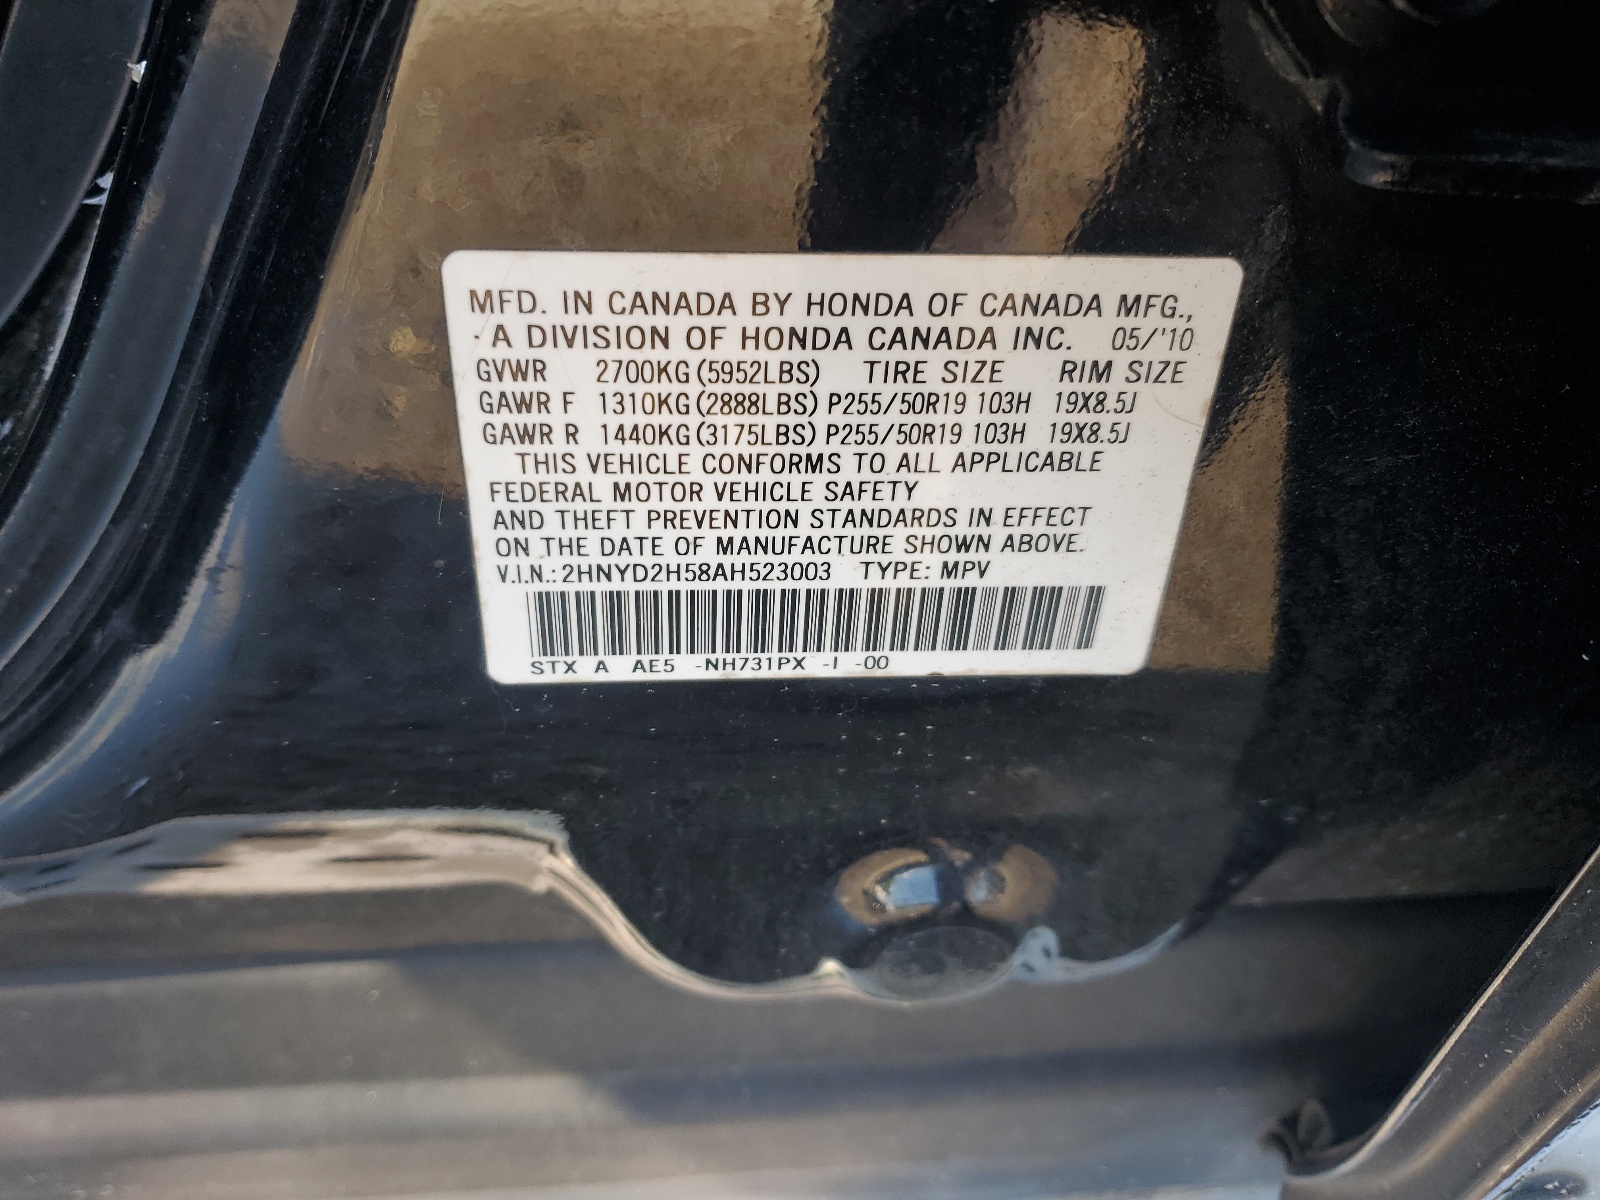 MFD. IN CANADA BY HONDA OF CANADA MFG.,
A DIVISION OF HONDA CANADA INC. 05/'10
GVWR 2700KG (5952LBS) TIRE SIZE RIM SIZE
GAWR F 1310KG (2888LBS) P255/50R19 103H 19X8.5J
GAWR R 1440KG (3175LBS) P255/50R19 103H 19X8.5J
THIS VEHICLE CONFORMS TO ALL APPLICABLE
FEDERAL MOTOR VEHICLE SAFETY
AND THEFT PREVENTION STANDARDS IN EFFECT
ON THE DATE OF MANUFACTURE SHOWN ABOVE.
V.I.N.: 2HNYD2H58AH523003 TYPE: MPV
STX A AE5 -NH731PX -I -00